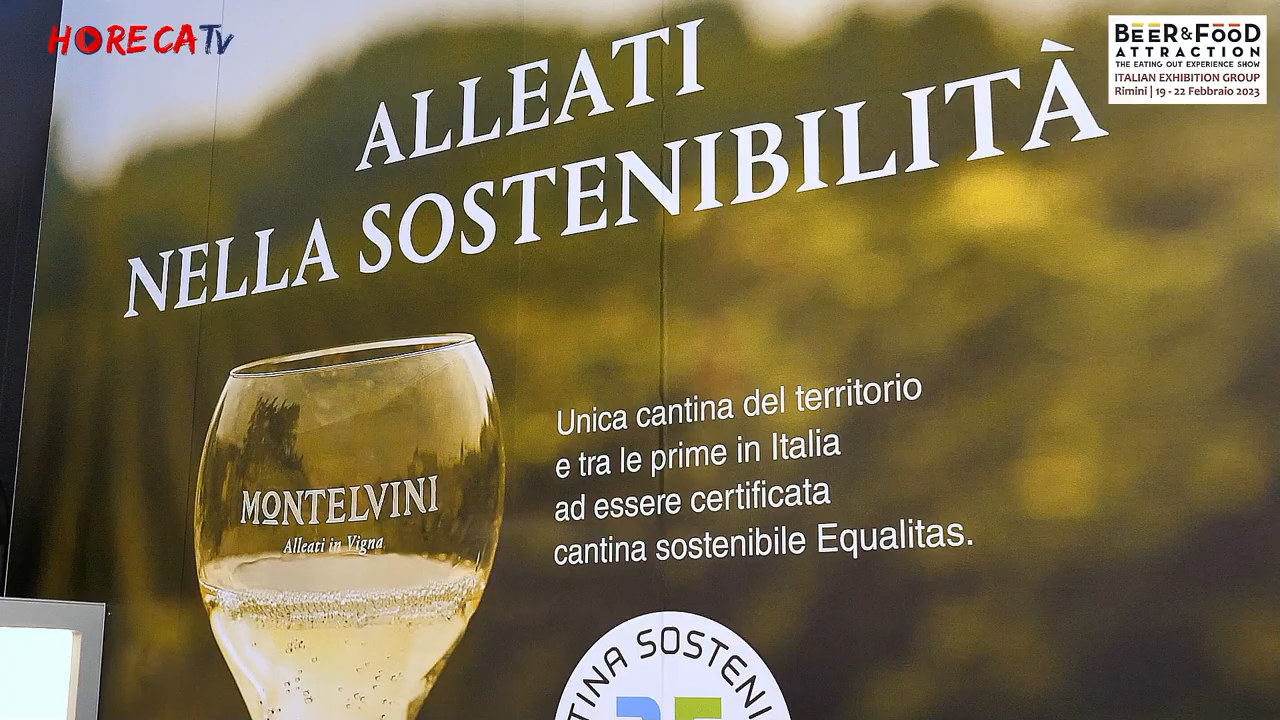 HORECATv
BEER&FOOD
ATTRACTION
THE EATING OUT EXPERIENCE SHOW
ITALIAN EXHIBITION GROUP
Rimini | 19 - 22 Febbraio 2023
ALLEATI
NELLA SOSTENIBILITÀ
Unica cantina del territorio
e tra le prime in Italia
ad essere certificata
cantina sostenibile Equalitas.
MONTELVINI
Alleati in Vigna
TINA SOSTENI